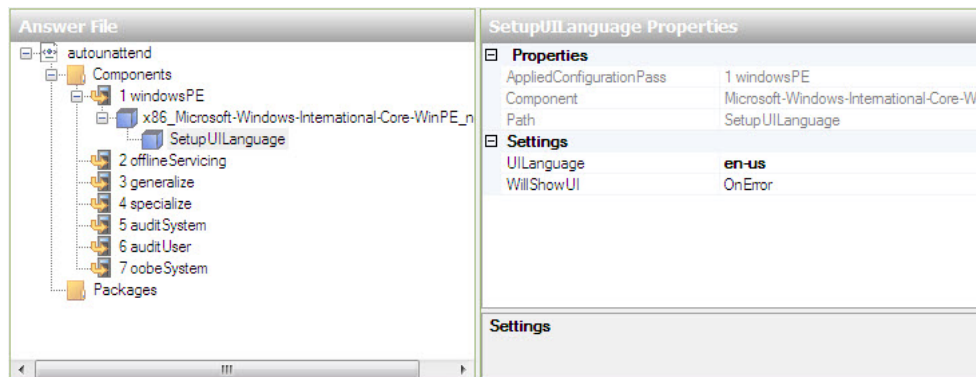 Answer File
autounattend
Components
1 windowsPE
x86_Microsoft-Windows-International-Core-WinPE_n
SetupUILanguage
2 offlineServicing
3 generalize
4 specialize
5 auditSystem
6 auditUser
7 oobeSystem
Packages
SetupUILanguage Properties
Properties
AppliedConfigurationPass 1 windowsPE
Component Microsoft-Windows-International-Core-W
Path SetupUILanguage
Settings
UILanguage en-us
WillShowUI OnError
Settings